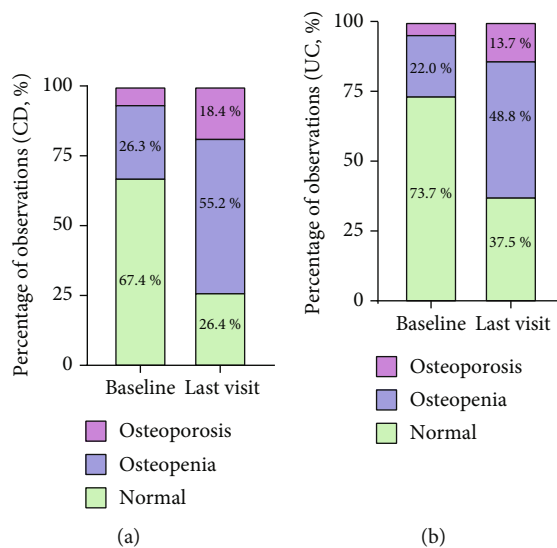 Percentage of observations (CD, %)
100
75
50
25
0
26.3 %
67.4 %
18.4 %
55.2 %
26.4 %
Baseline Last visit
Osteoporosis
Osteopenia
Normal
(a)
Percentage of observations (UC, %)
100
75
50
25
0
22.0 %
73.7 %
13.7 %
48.8 %
37.5 %
Baseline Last visit
Osteoporosis
Osteopenia
Normal
(b)